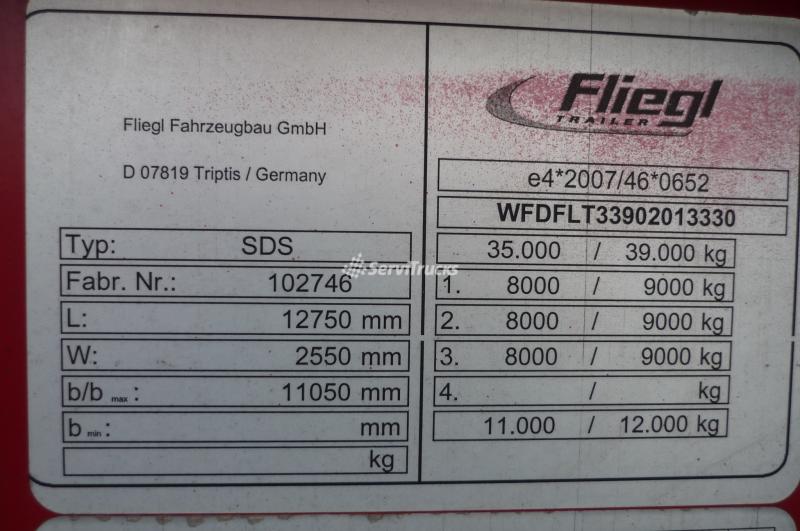 Fliegl Fahrzeugbau GmbH
D 07819 Triptis / Germany
Typ: SDS
Fabr. Nr.: 102746
L: 12750 mm
W: 2550 mm
b/b max : 11050 mm
b min : mm
kg
Fliegl
TRAILER
e4*2007/46*0652
WFDFLT33902013330
35.000 / 39.000 kg
1. 8000 / 9000 kg
2. 8000 / 9000 kg
3. 8000 / 9000 kg
4. / kg
11.000 / 12.000 kg
ServiTrucks